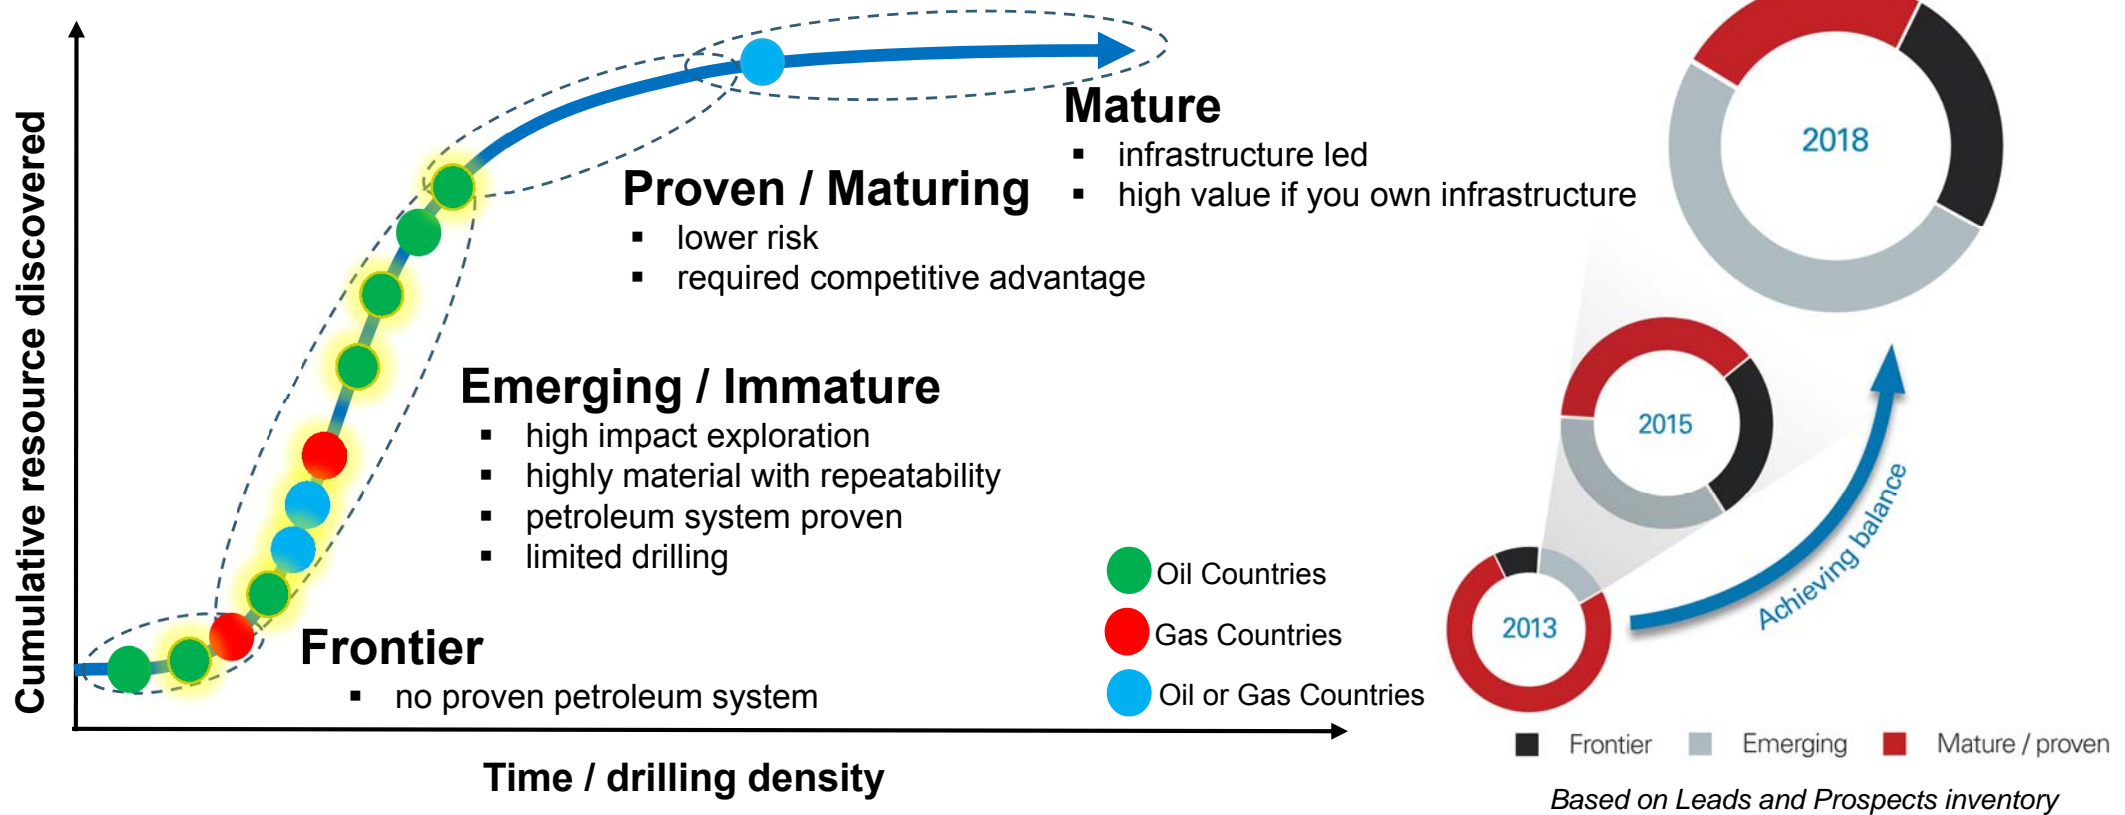 Cumulative resource discovered
Mature
▪ infrastructure led
▪ high value if you own infrastructure
Proven / Maturing
▪ lower risk
▪ required competitive advantage
Emerging / Immature
▪ high impact exploration
▪ highly material with repeatability
▪ petroleum system proven
▪ limited drilling
Frontier
▪ no proven petroleum system
Oil Countries
Gas Countries
Oil or Gas Countries
Time / drilling density
2018
2015
2013
Achieving balance
Frontier Emerging Mature / proven
Based on Leads and Prospects inventory